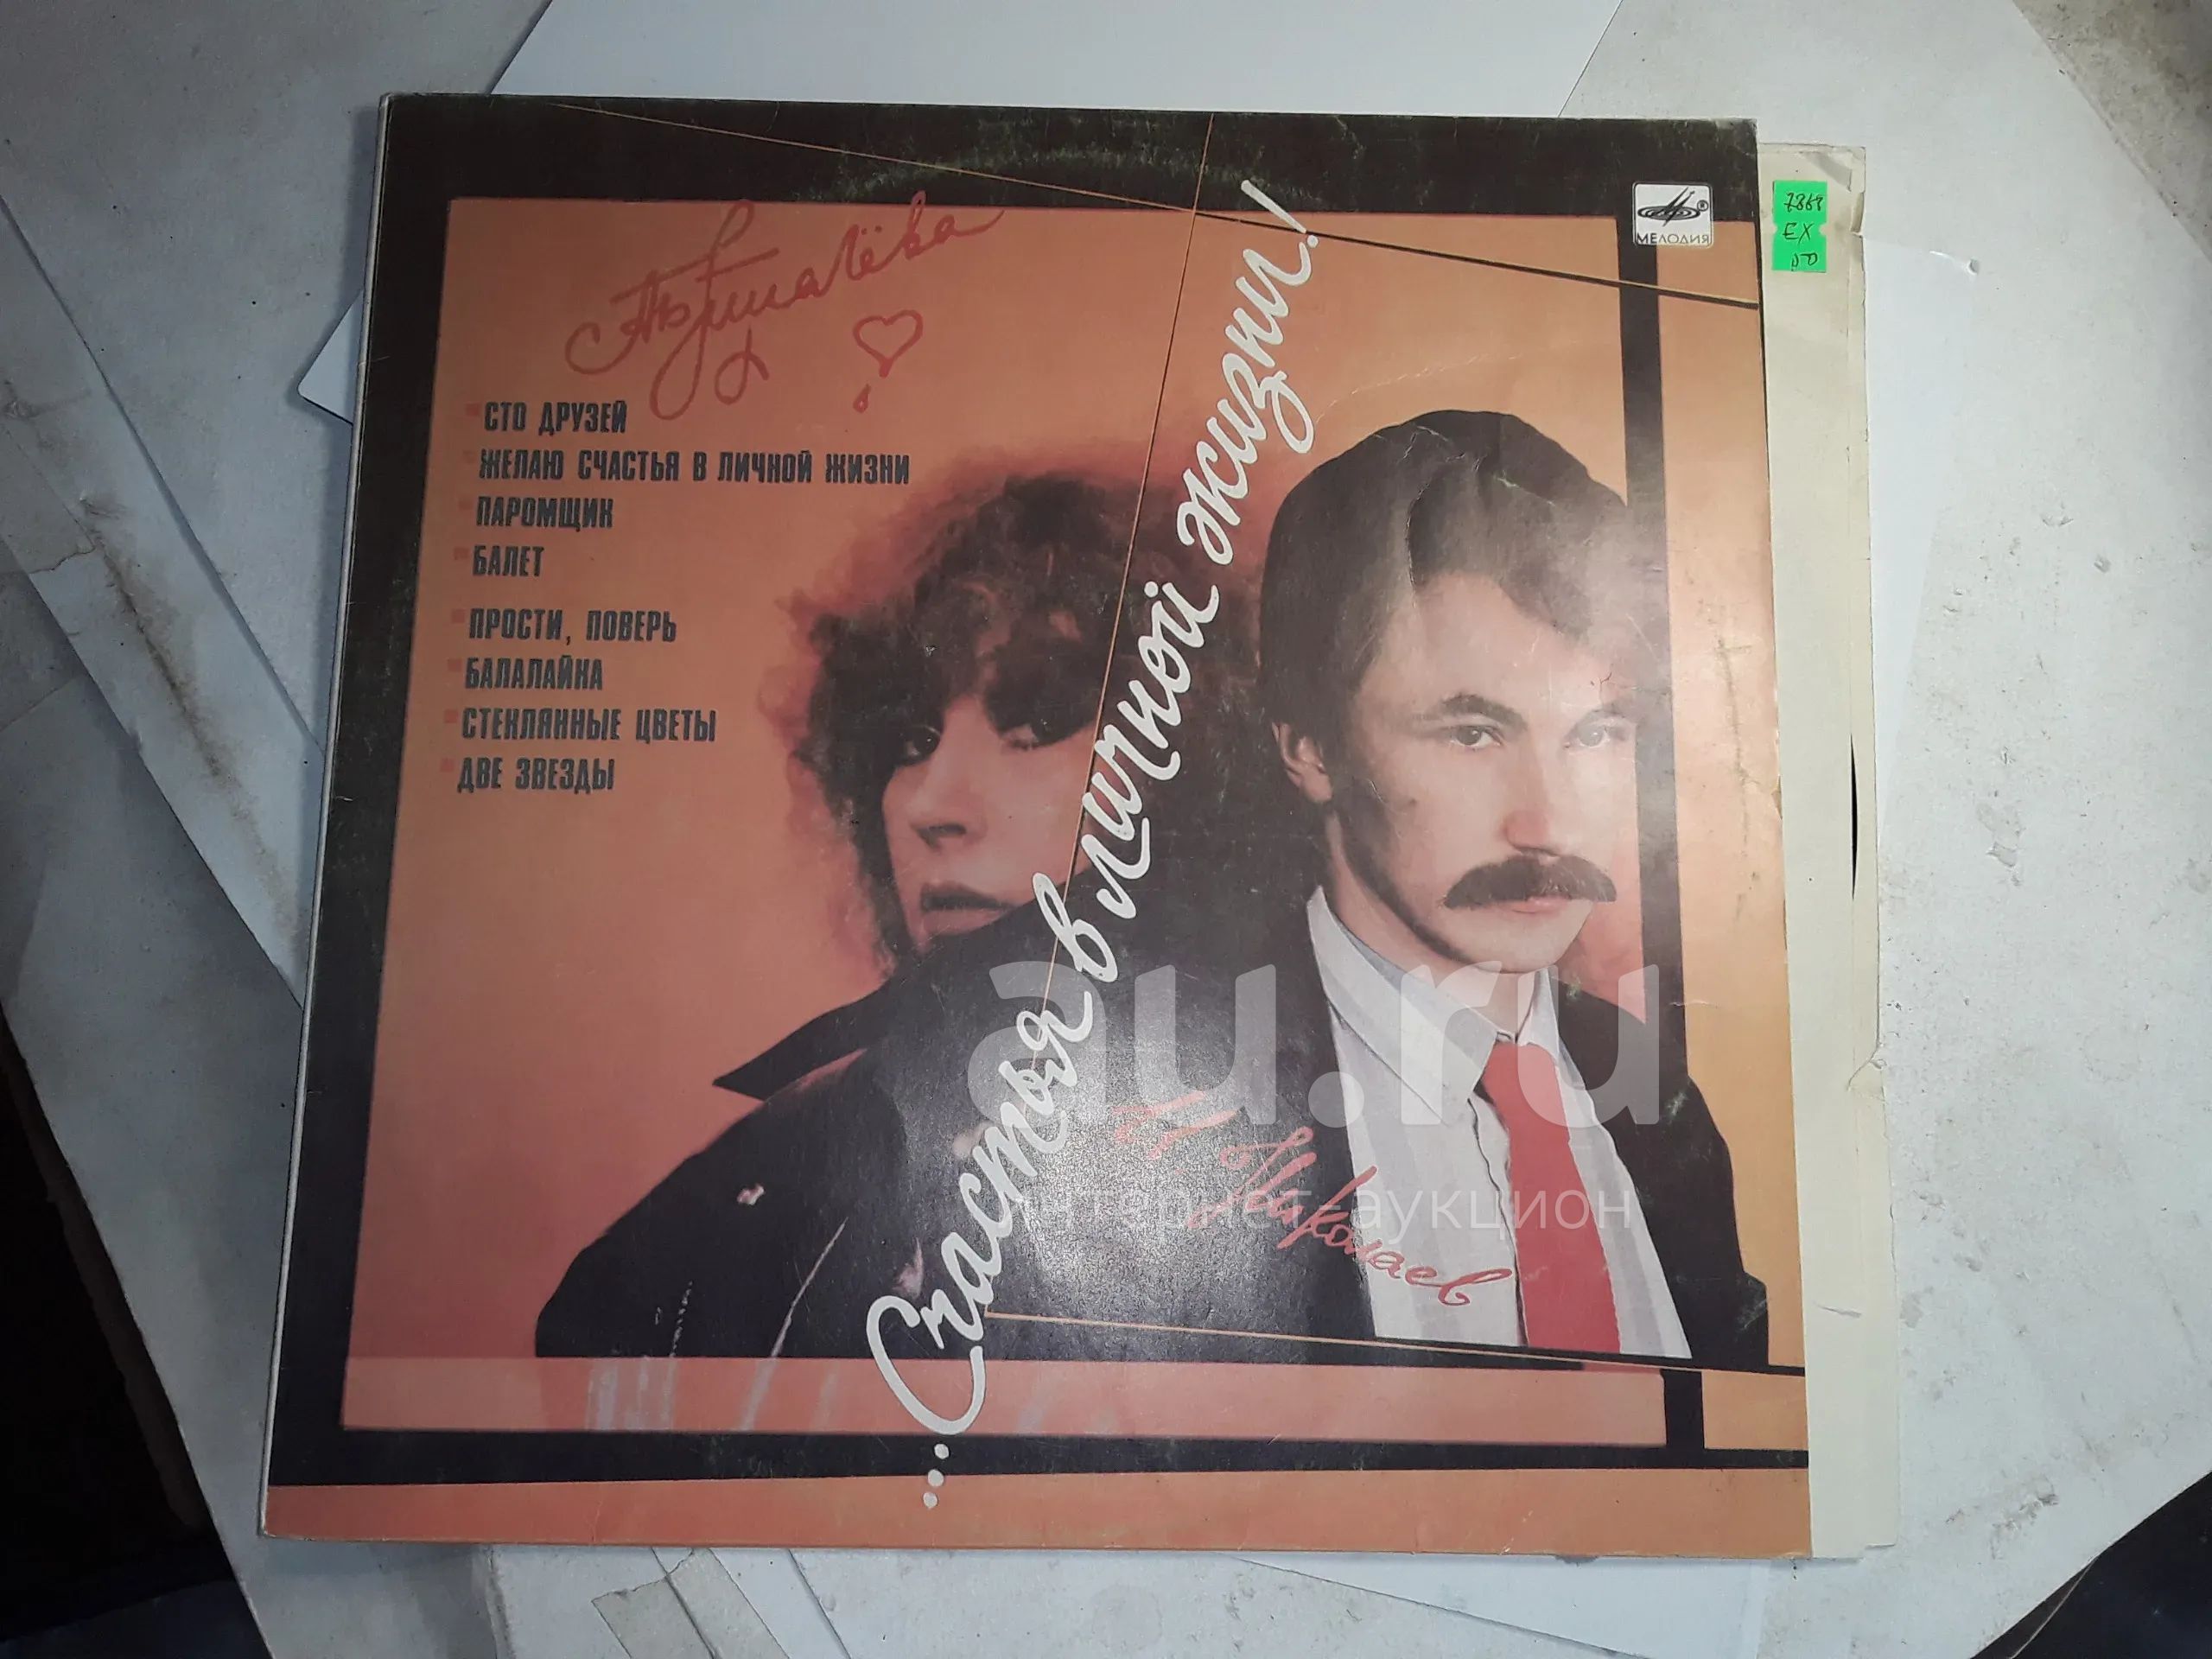 А. Пугачёва
МЕЛОДИЯ
EX
СТО ДРУЗЕЙ
ЖЕЛАЮ СЧАСТЬЯ В ЛИЧНОЙ ЖИЗНИ
ПАРОМЩИК
БАЛЕТ
ПРОСТИ, ПОВЕРЬ
БАЛАЛАЙКА
СТЕКЛЯННЫЕ ЦВЕТЫ
ДВЕ ЗВЕЗДЫ
...Счастья в личной жизни!
И Николаев
au.ru
интернет-аукцион